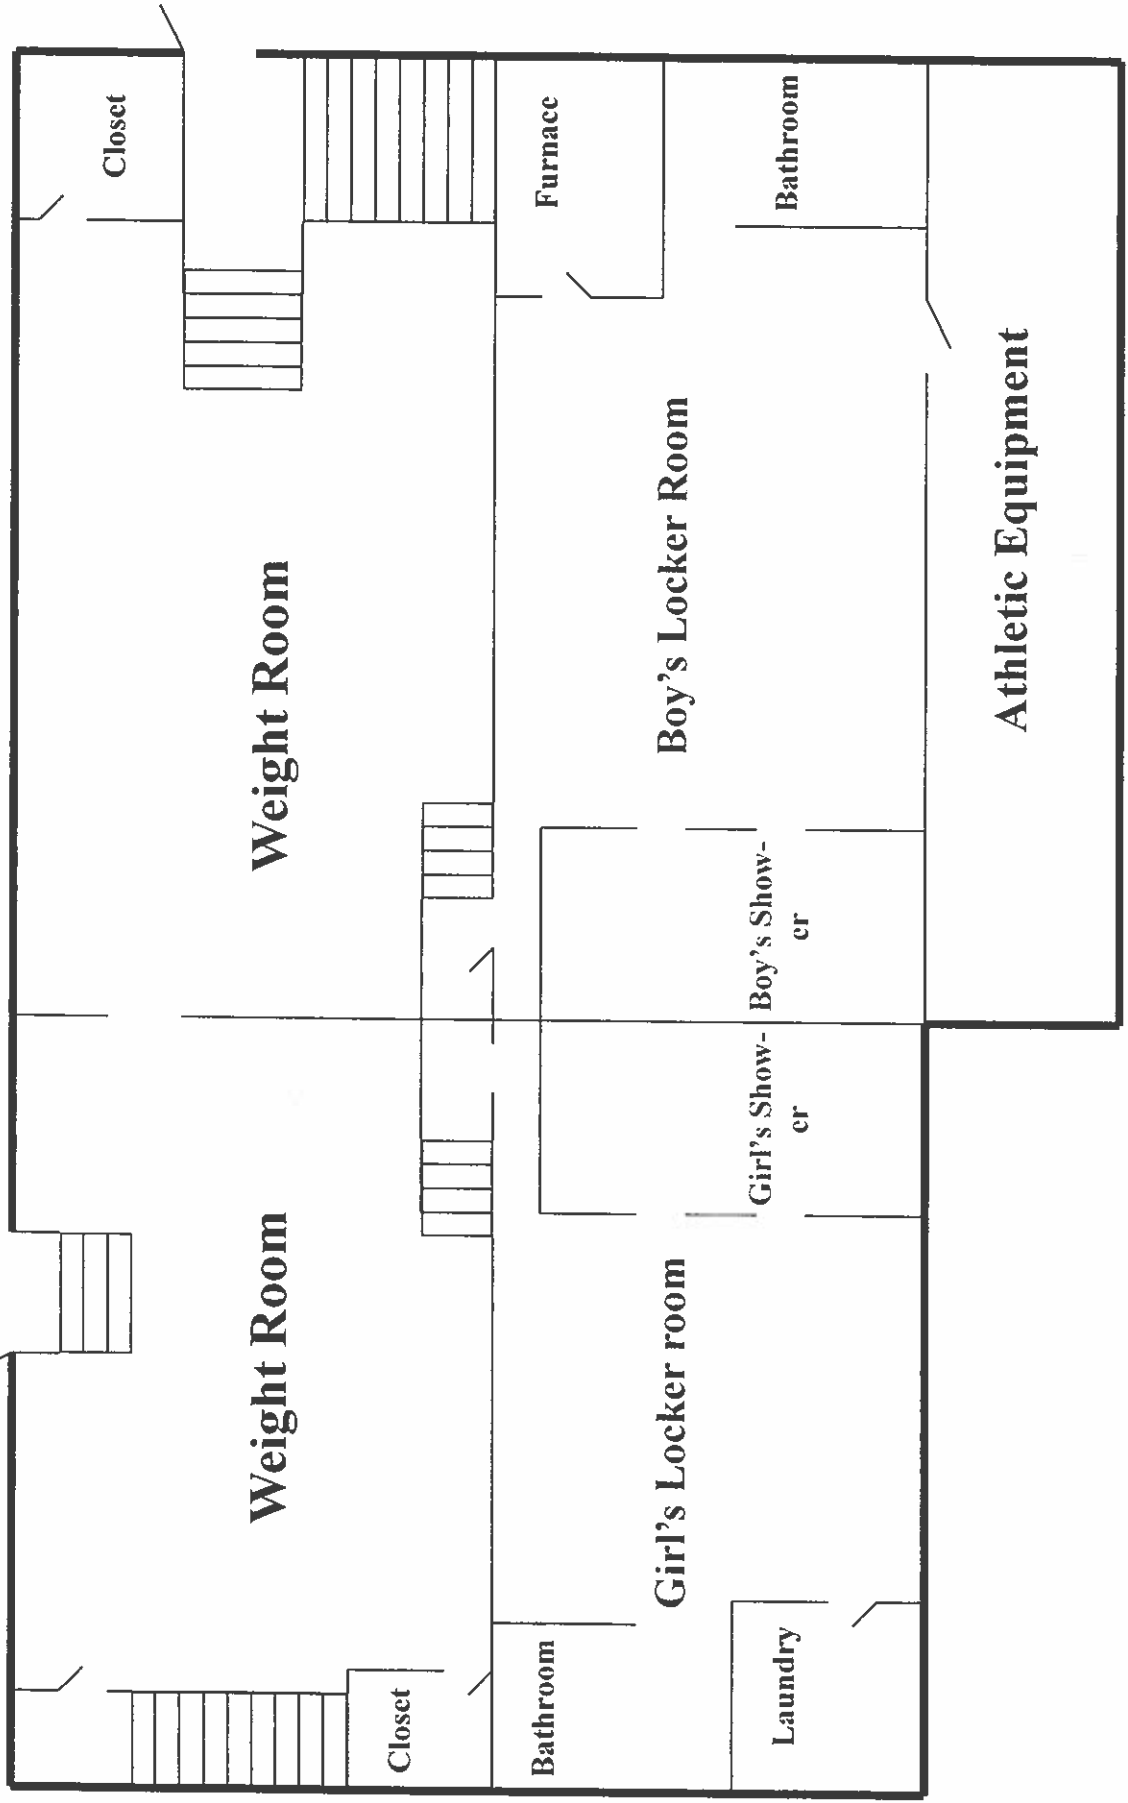 Closet
Weight Room
Weight Room
Closet
Bathroom
Furnace
Girl's Locker room
Boy's Locker Room
Laundry
Girl's Show-
er
Boy's Show-
er
Bathroom
Athletic Equipment